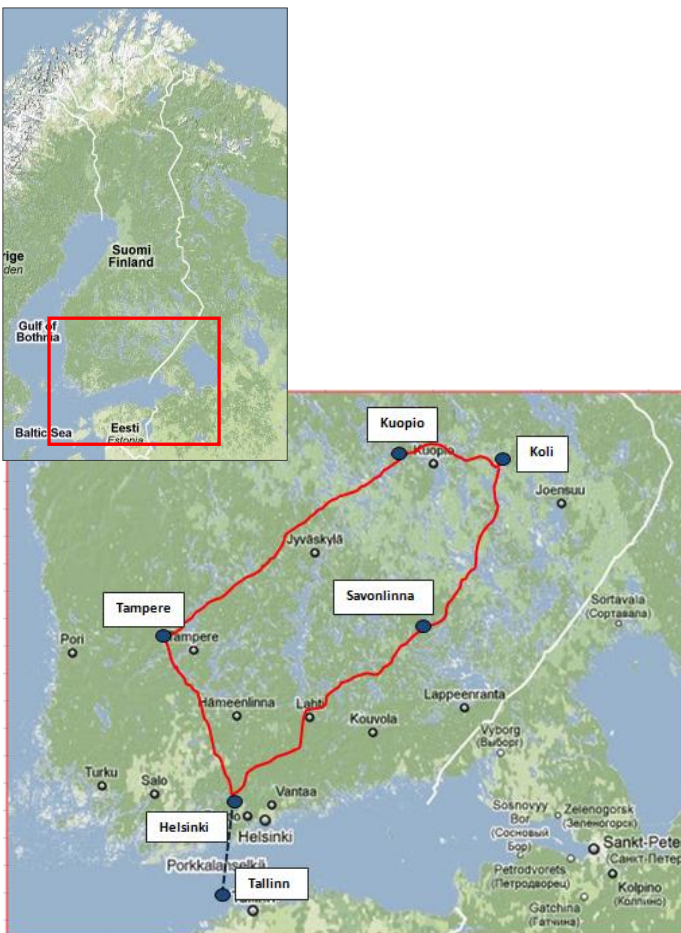 Suomi
Finland
rige
den
Gulf of
Bothnia
Baltic Sea
Eesti
Estonia
Kuopio
Kuopio
Koli
Joensuu
Jyväskylä
Savonlinna
Sortavala
(Сортавала)
Tampere
Tampere
Pori
Hämeenlinna
Lahti
Lappeenranta
Kouvola
Vyborg
(Выборг)
Turku
Salo
Vantaa
Helsinki
Helsinki
Sosnovyy
Bor
(Сосновый
Бор)
Zelenogorsk
(Зеленогорск)
Sankt-Pete
(Санкт-Петер
Porkkalanselkä
Petrodvorets
(Петродворец)
Kolpino
(Колпино)
Tallinn
Gatchina
(Гатчина)